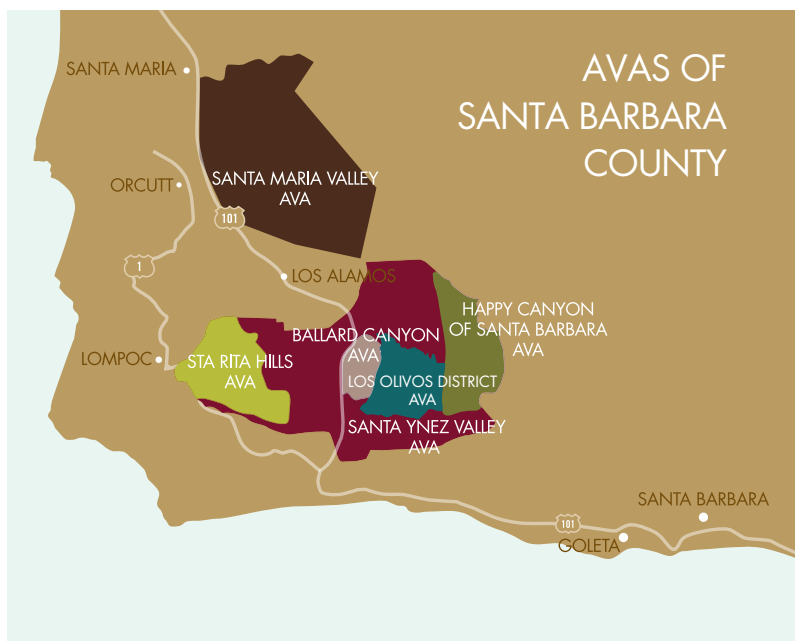 AVAS OF
SANTA BARBARA
COUNTY
SANTA MARIA
SANTA MARIA VALLEY
AVA
ORCUTT
101
1
LOS ALAMOS
HAPPY CANYON
OF SANTA BARBARA
AVA
BALLARD CANYON
AVA
LOMPOC
STA RITA HILLS
AVA
LOS OLIVOS DISTRICT
AVA
SANTA YNEZ VALLEY
AVA
SANTA BARBARA
101
GOLETA